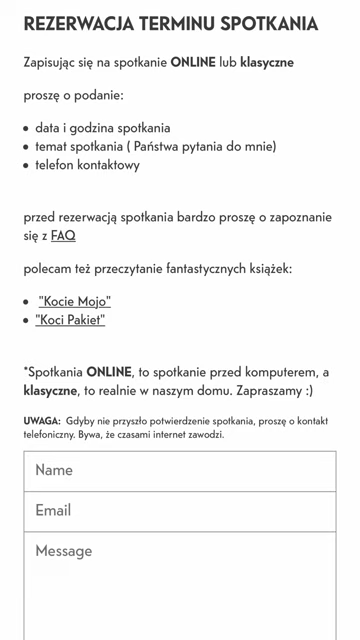 REZERWACJA TERMINU SPOTKANIA
Zapisując się na spotkanie ONLINE lub klasyczne
proszę o podanie:
• data i godzina spotkania
• temat spotkania ( Państwa pytania do mnie)
• telefon kontaktowy
przed rezerwacją spotkania bardzo proszę o zapoznanie
się z FAQ
polecam też przeczytanie fantastycznych książek:
• "Kocie Mojo"
• "Koci Pakiet"
*Spotkania ONLINE, to spotkanie przed komputerem, a
klasyczne, to realnie w naszym domu. Zapraszamy :)
UWAGA: Gdyby nie przyszło potwierdzenie spotkania, proszę o kontakt
telefoniczny. Bywa, że czasami internet zawodzi.
Name
Email
Message